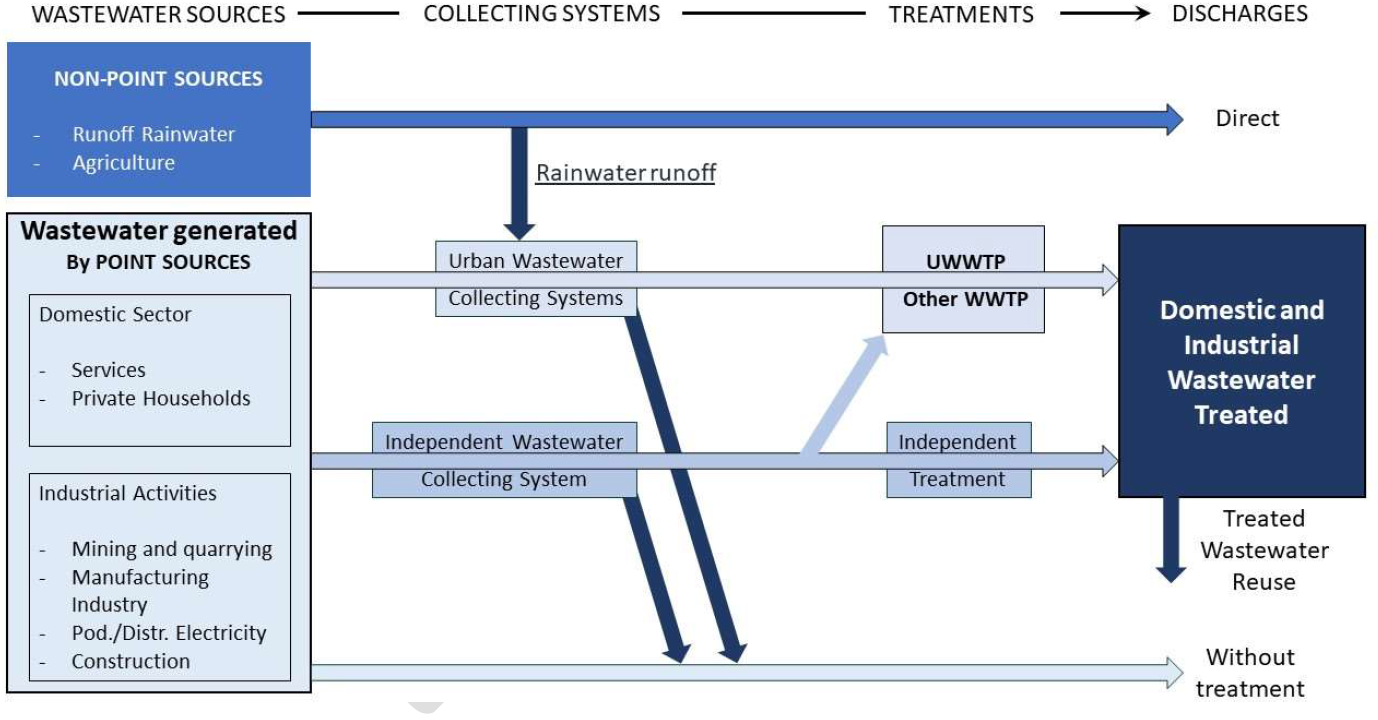 WASTEWATER SOURCES
COLLECTING SYSTEMS
TREATMENTS
DISCHARGES
NON-POINT SOURCES
- Runoff Rainwater
- Agriculture
Direct
Rainwater runoff
Wastewater generated
By POINT SOURCES
Domestic Sector
- Services
- Private Households
Industrial Activities
- Mining and quarrying
- Manufacturing
Industry
- Pod./Distr. Electricity
- Construction
Urban Wastewater
Collecting Systems
UWWTP
Other WWTP
Independent Wastewater
Collecting System
Independent
Treatment
Domestic and
Industrial
Wastewater
Treated
Treated
Wastewater
Reuse
Without
treatment